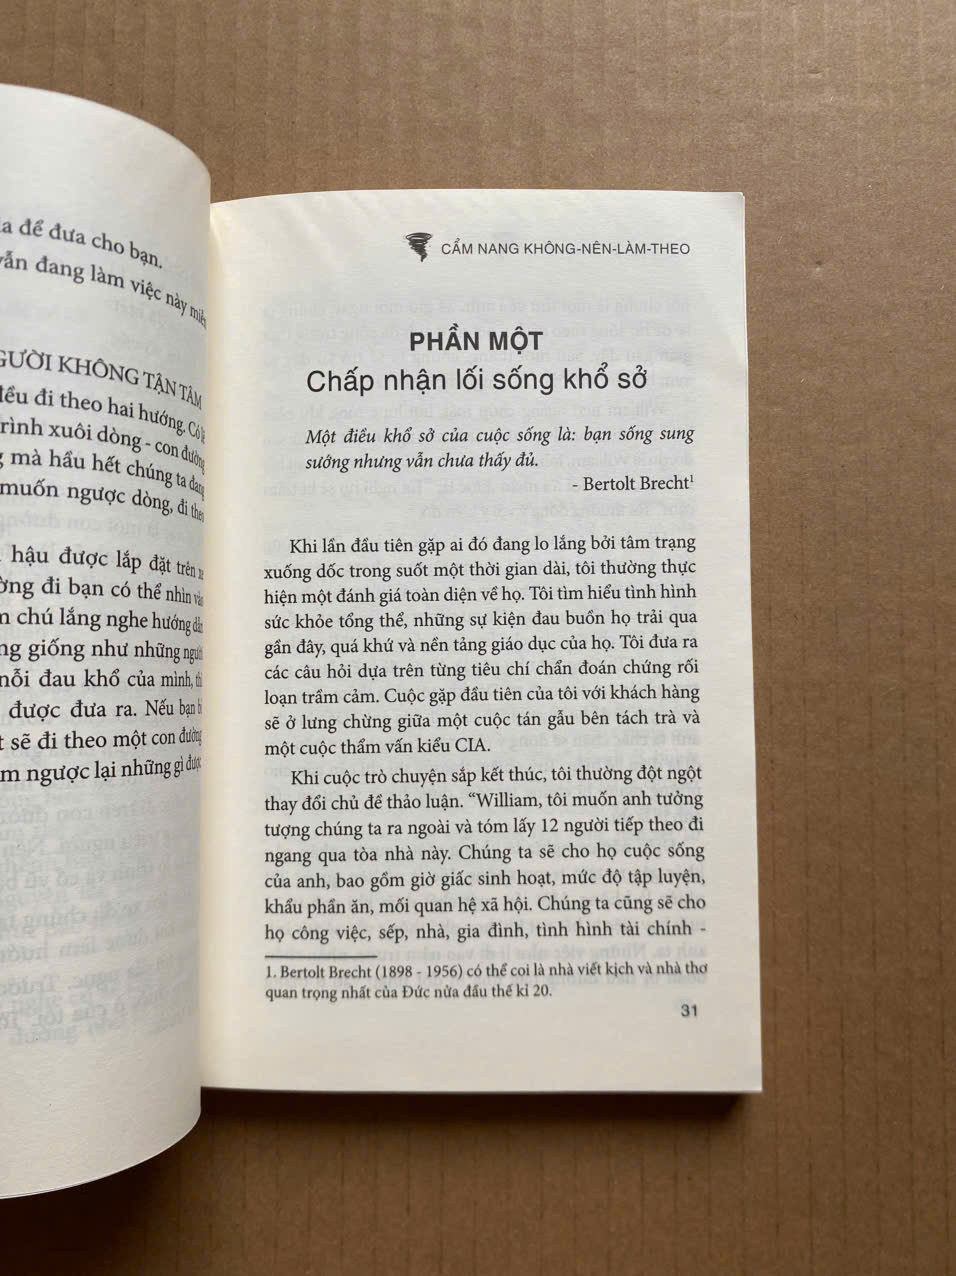 để đưa cho bạn.
vẫn đang làm việc này
KHÔNG TẬN TÂM
đều đi theo hai hướng. Có
trình xuôi dòng - con đường
mà hầu hết chúng ta đang
muốn ngược dòng, đi theo
hậu được lắp đặt trên xe
đi bạn có thể nhìn vào
chú lắng nghe hướng dẫn
giống như những người
nỗi đau khổ của mình, thì
được đưa ra. Nếu bạn
sẽ đi theo một con đường
ngược lại những gì được
CẨM NANG KHÔNG-NÊN-LÀM-THEO
PHẦN MỘT
Chấp nhận lối sống khổ sở
Một điều khổ sở của cuộc sống là: bạn sống sung
sướng nhưng vẫn chưa thấy đủ.
- Bertolt Brecht¹
Khi lần đầu tiên gặp ai đó đang lo lắng bởi tâm trạng
xuống dốc trong suốt một thời gian dài, tôi thường thực
hiện một đánh giá toàn diện về họ. Tôi tìm hiểu tình hình
sức khỏe tổng thể, những sự kiện đau buồn họ trải qua
gần đây, quá khứ và nền tảng giáo dục của họ. Tôi đưa ra
các câu hỏi dựa trên từng tiêu chí chẩn đoán chứng rối
loạn trầm cảm. Cuộc gặp đầu tiên của tôi với khách hàng
sẽ ở lưng chừng giữa một cuộc tán gẫu bên tách trà và
một cuộc thẩm vấn kiểu CIA.
Khi cuộc trò chuyện sắp kết thúc, tôi thường đột ngột
thay đổi chủ đề thảo luận. “William, tôi muốn anh tưởng
tượng chúng ta ra ngoài và tóm lấy 12 người tiếp theo đi
ngang qua tòa nhà này. Chúng ta sẽ cho họ cuộc sống
của anh, bao gồm giờ giấc sinh hoạt, mức độ tập luyện,
khẩu phần ăn, mối quan hệ xã hội. Chúng ta cũng sẽ cho
họ công việc, sếp, nhà, gia đình, tình hình tài chính -
1. Bertolt Brecht (1898 - 1956) có thể coi là nhà viết kịch và nhà thơ
quan trọng nhất của Đức nửa đầu thế kỉ 20.
31